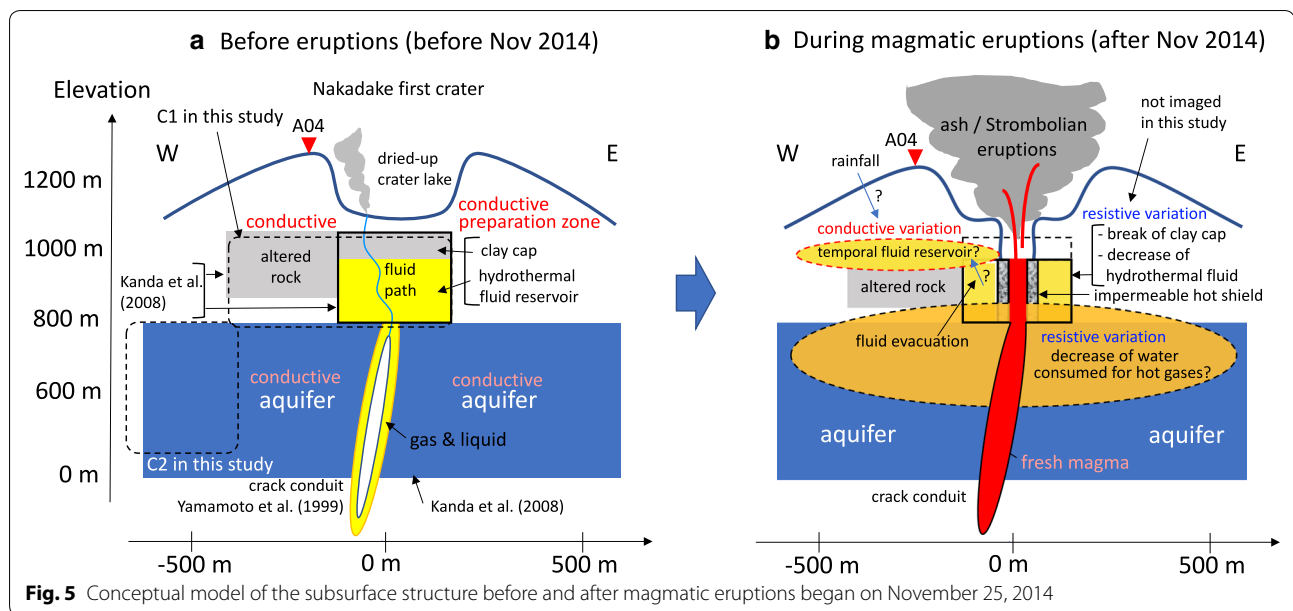 a Before eruptions (before Nov 2014)
Elevation
Nakadake first crater
C1 in this study
A04
W
E
dried-up
crater lake
1200 m
1000 m
800 m
600 m
0 m
conductive
conductive
preparation zone
altered
rock
clay cap
fluid
path
hydrothermal
fluid reservoir
Kanda et al.
(2008)
conductive
aquifer
conductive
aquifer
gas & liquid
C2 in this study
crack conduit
Yamamoto et al. (1999)
Kanda et al. (2008)
-500 m
0 m
500 m
b During magmatic eruptions (after Nov 2014)
not imaged
in this study
ash / Strombolian
eruptions
A04
W
E
rainfall
?
resistive variation
conductive variation
- break of clay cap
- decrease of
hydrothermal fluid
temporal fluid reservoir?
?
altered rock
impermeable hot shield
fluid evacuation
resistive variation
decrease of water
consumed for hot gases?
aquifer
aquifer
fresh magma
crack conduit
-500 m
0 m
500 m
Fig. 5 Conceptual model of the subsurface structure before and after magmatic eruptions began on November 25, 2014